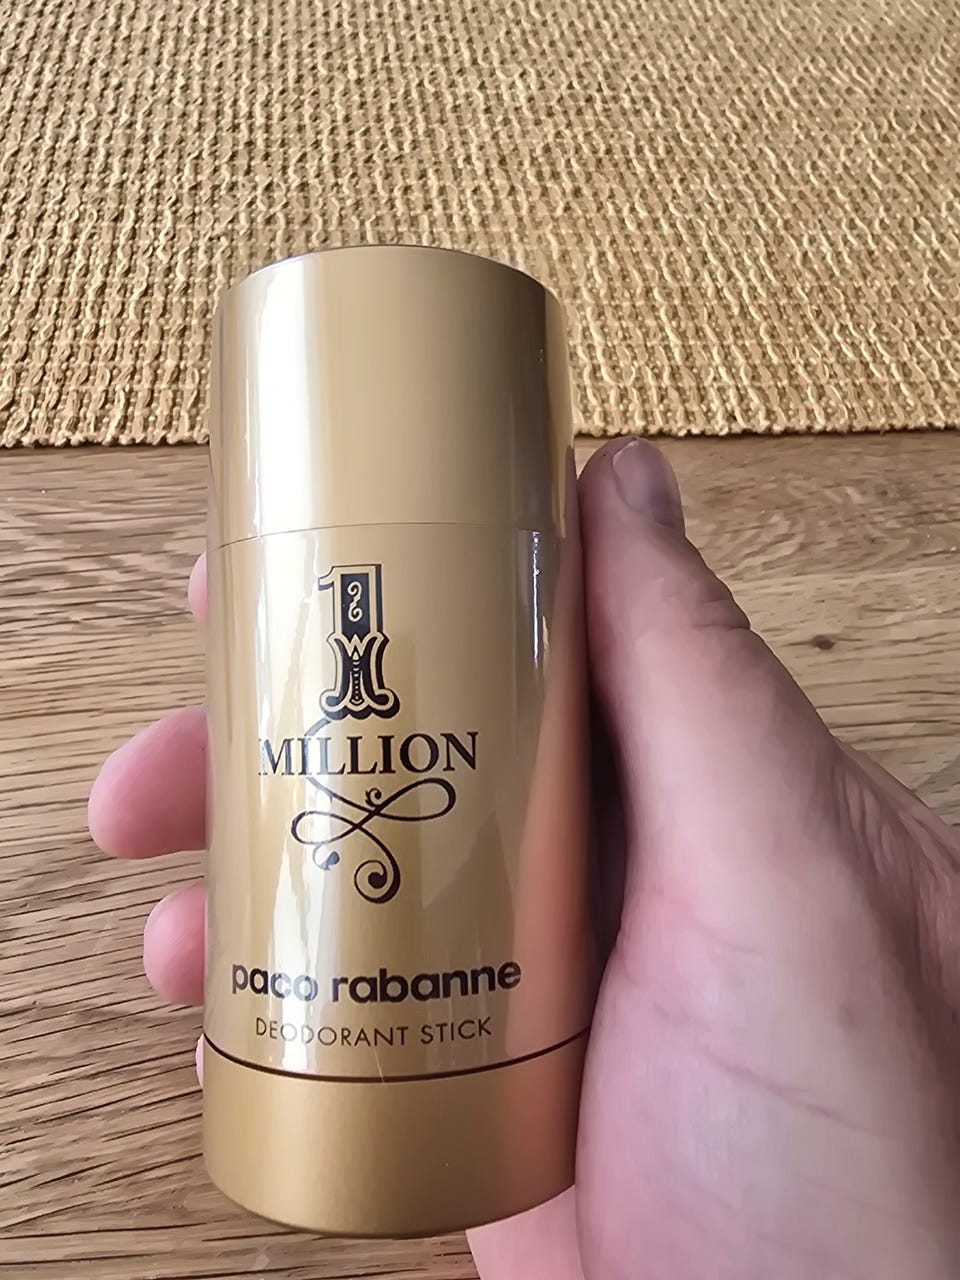 1
MILLION
paco rabanne
DEODORANT STICK